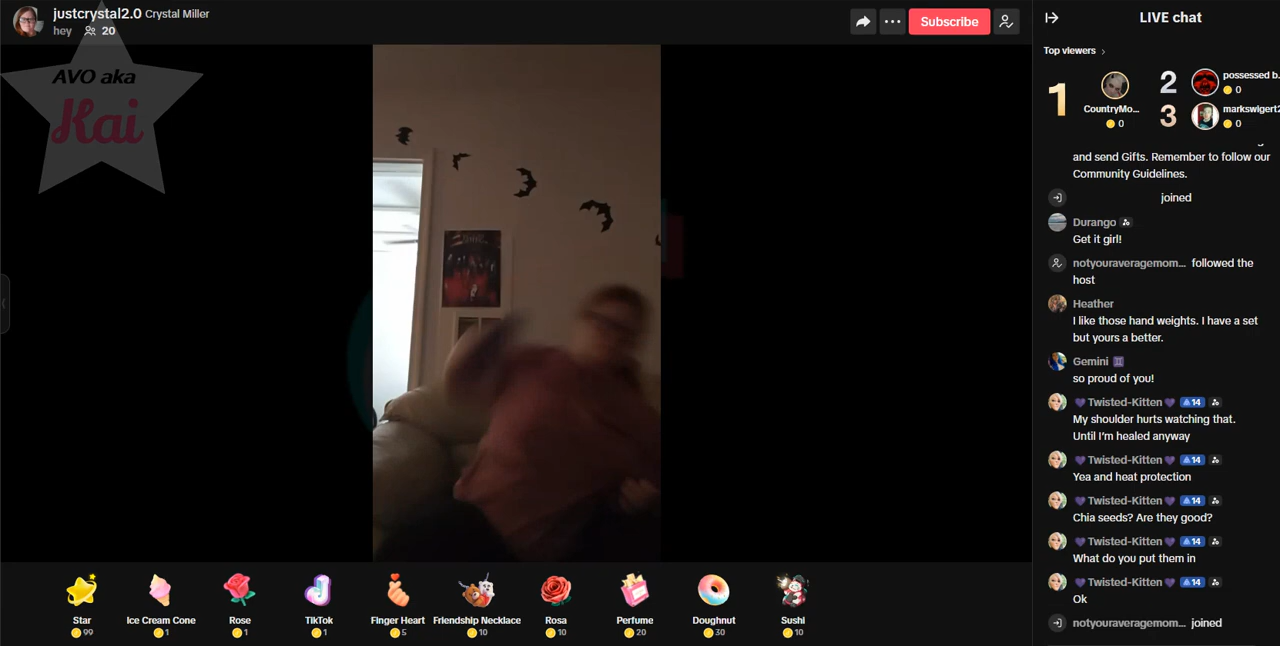 justcrystal2.0 Crystal Miller
hey 20
Subscribe
AVO aka
Kai
LIVE chat
Top viewers
1
CountryMo...
0
2
possessed b.
0
3
markswigert2
0
and send Gifts. Remember to follow our
Community Guidelines.
joined
Durango
Get it girl!
notyouraveragemom... followed the
host
Heather
I like those hand weights. I have a set
but yours a better.
Gemini
so proud of you!
Twisted-Kitten 14
My shoulder hurts watching that.
Until I'm healed anyway
Twisted-Kitten 14
Yea and heat protection
Twisted-Kitten 14
Chia seeds? Are they good?
Twisted-Kitten 14
What do you put them in
Twisted-Kitten 14
Ok
notyouraveragemom... joined
Star
99
Ice Cream Cone
1
Rose
1
TikTok
1
Finger Heart
5
Friendship Necklace
10
Rosa
10
Perfume
20
Doughnut
30
Sushi
10